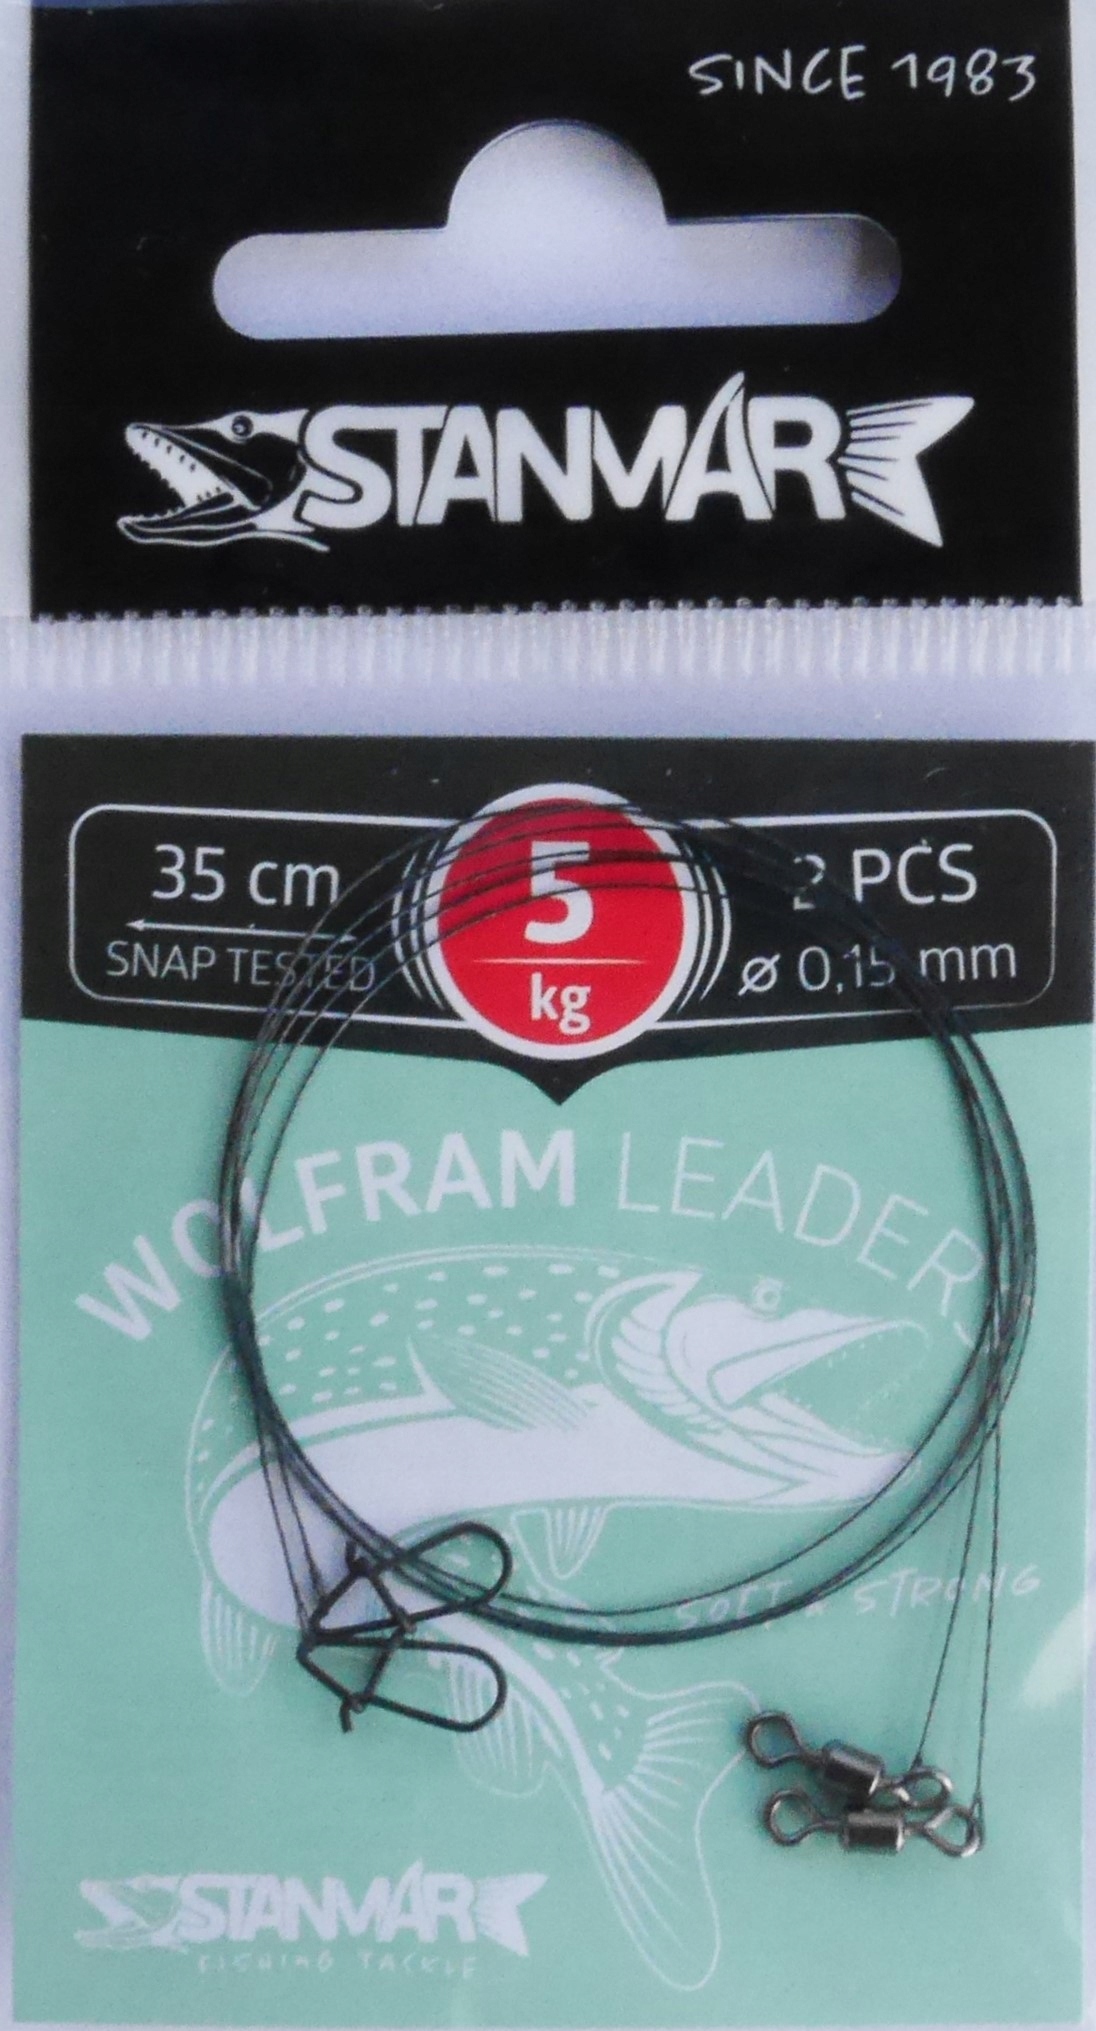 SINCE 1983
STANMAR
35 cm
SNAP TESTED
5
kg
2 PCS
ø 0,15 mm
WOLFRAM LEADERS
SOFT & STRONG
STANMAR
FISHING TACKLE